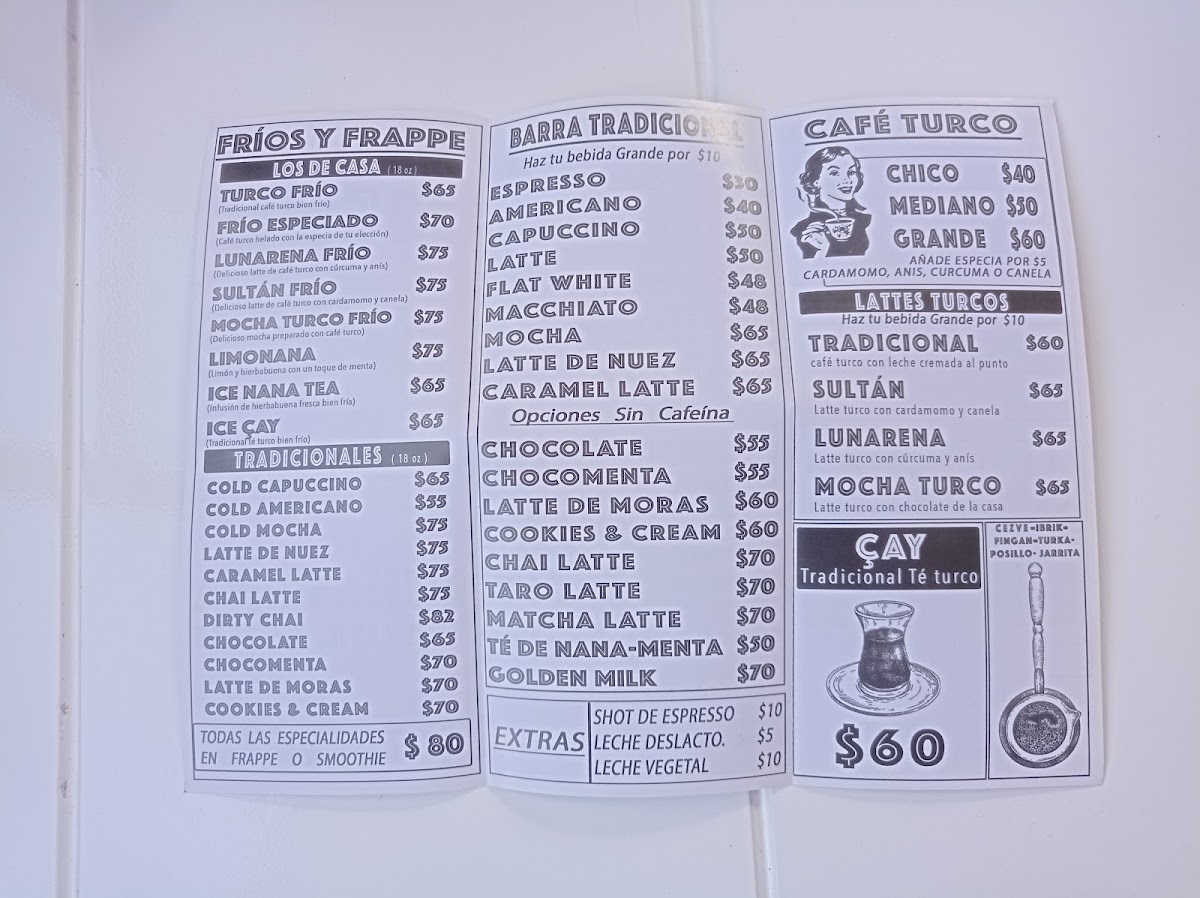 FRÍOS Y FRAPPE
LOS DE CASA (18 oz)
TURCO FRÍO $65
(Tradicional café turco bien frío)
FRÍO ESPECIADO $70
(Café turco helado con la especia de tu elección)
LUNARENA FRÍO $75
(Delicioso latte de café turco con cúrcuma y anís)
SULTÁN FRÍO $75
(Delicioso latte de café turco con cardamomo y canela)
MOCHA TURCO FRÍO $75
(Delicioso mocha preparado con café turco)
LIMONANA $75
(Limón y hierbabuena con un toque de menta)
ICE NANA TEA $65
(Infusión de hierbabuena fresca bien fría)
ICE ÇAY $65
(Tradicional té turco bien frío)
TRADICIONALES (18 oz)
COLD CAPUCCINO $65
COLD AMERICANO $55
COLD MOCHA $75
LATTE DE NUEZ $75
CARAMEL LATTE $75
CHAI LATTE $75
DIRTY CHAI $82
CHOCOLATE $65
CHOCOMENTA $70
LATTE DE MORAS $70
COOKIES & CREAM $70
TODAS LAS ESPECIALIDADES
EN FRAPPE O SMOOTHIE $80
BARRA TRADICIONAL
Haz tu bebida Grande por $10
ESPRESSO $30
AMERICANO $40
CAPUCCINO $50
LATTE $50
FLAT WHITE $48
MACCHIATO $48
MOCHA $65
LATTE DE NUEZ $65
CARAMEL LATTE $65
Opciones Sin Cafeína
CHOCOLATE $55
CHOCOMENTA $55
LATTE DE MORAS $60
COOKIES & CREAM $60
CHAI LATTE $70
TARO LATTE $70
MATCHA LATTE $70
TÉ DE NANA-MENTA $50
GOLDEN MILK $70
EXTRAS
SHOT DE ESPRESSO $10
LECHE DESLACTO. $5
LECHE VEGETAL $10
CAFÉ TURCO
CHICO $40
MEDIANO $50
GRANDE $60
AÑADE ESPECIA POR $5
CARDAMOMO, ANIS, CURCUMA O CANELA
LATTES TURCOS
Haz tu bebida Grande por $10
TRADICIONAL $60
café turco con leche cremada al punto
SULTÁN $65
Latte turco con cardamomo y canela
LUNARENA $65
Latte turco con cúrcuma y anís
MOCHA TURCO $65
Latte turco con chocolate de la casa
ÇAY
Tradicional Té turco
$60
CEZVE-IBRIK-
FINGAN-TURKA-
POSILLO-JARRITA